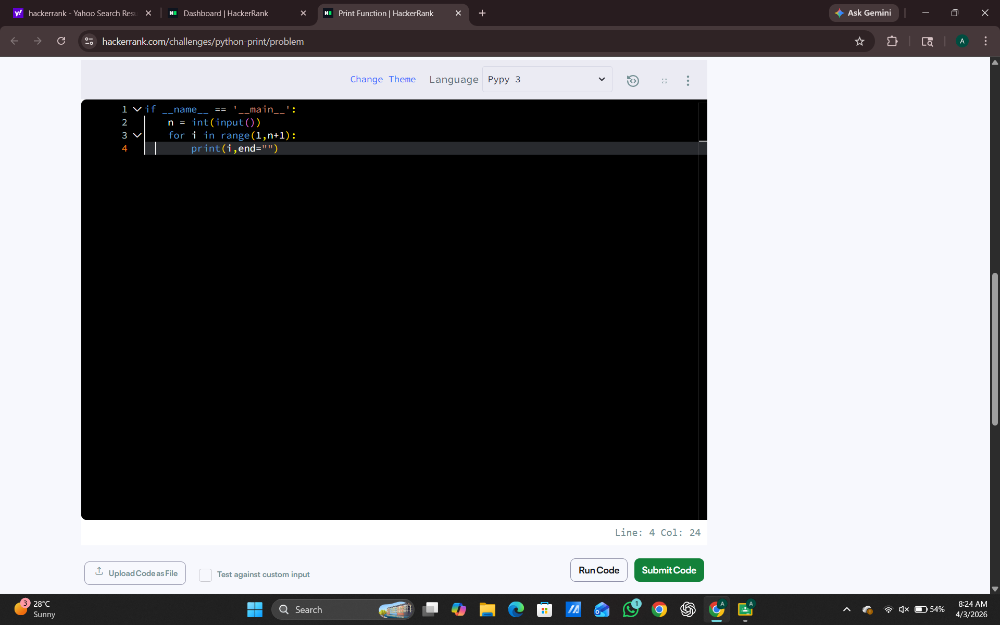 hackerrank - Yahoo Search Resu
Dashboard | HackerRank
Print Function | HackerRank
Ask Gemini
hackerrank.com/challenges/python-print/problem
A
Change Theme
Language
Pypy 3
1 if __name__ == '__main__':
2 n = int(input())
3 for i in range(1,n+1):
4 print(i,end="")
Line: 4 Col: 24
Upload Code as File
Test against custom input
Run Code
Submit Code
3
28°C
Sunny
Search
1
A
A
54%
8:24 AM
4/3/2026